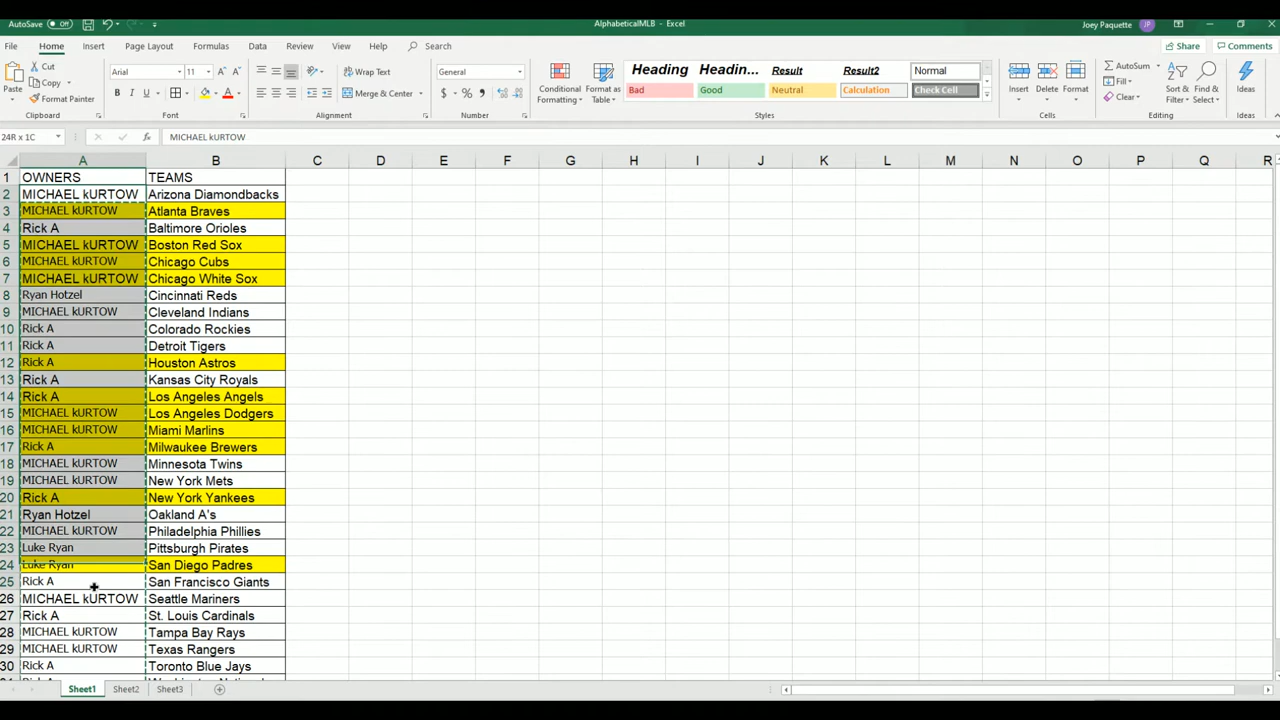 AutoSave Off AlphabeticalMLB - Excel Joey Paquette JP
File Home Insert Page Layout Formulas Data Review View Help Search Share Comments
Cut
Copy
Format Painter
Paste
Clipboard
Arial 11
Font
Wrap Text
Merge & Center
Alignment
General
Number
Conditional Formatting
Format as Table
Heading Headin... Result Result2 Normal
Bad Good Neutral Calculation Check Cell
Styles
Insert Delete Format
Cells
AutoSum
Fill
Clear
Sort & Filter
Find & Select
Editing
Ideas
Ideas
24R x 1C fx MICHAEL kURTOW
A B C D E F G H I J K L M N O P Q R
1 OWNERS TEAMS
2 MICHAEL kURTOW Arizona Diamondbacks
3 MICHAEL kURTOW Atlanta Braves
4 Rick A Baltimore Orioles
5 MICHAEL kURTOW Boston Red Sox
6 MICHAEL kURTOW Chicago Cubs
7 MICHAEL kURTOW Chicago White Sox
8 Ryan Hotzel Cincinnati Reds
9 MICHAEL kURTOW Cleveland Indians
10 Rick A Colorado Rockies
11 Rick A Detroit Tigers
12 Rick A Houston Astros
13 Rick A Kansas City Royals
14 Rick A Los Angeles Angels
15 MICHAEL kURTOW Los Angeles Dodgers
16 MICHAEL kURTOW Miami Marlins
17 Rick A Milwaukee Brewers
18 MICHAEL kURTOW Minnesota Twins
19 MICHAEL kURTOW New York Mets
20 Rick A New York Yankees
21 Ryan Hotzel Oakland A's
22 MICHAEL kURTOW Philadelphia Phillies
23 Luke Ryan Pittsburgh Pirates
24 Luke Ryan San Diego Padres
25 Rick A San Francisco Giants
26 MICHAEL kURTOW Seattle Mariners
27 Rick A St. Louis Cardinals
28 MICHAEL kURTOW Tampa Bay Rays
29 MICHAEL kURTOW Texas Rangers
30 Rick A Toronto Blue Jays
Sheet1 Sheet2 Sheet3